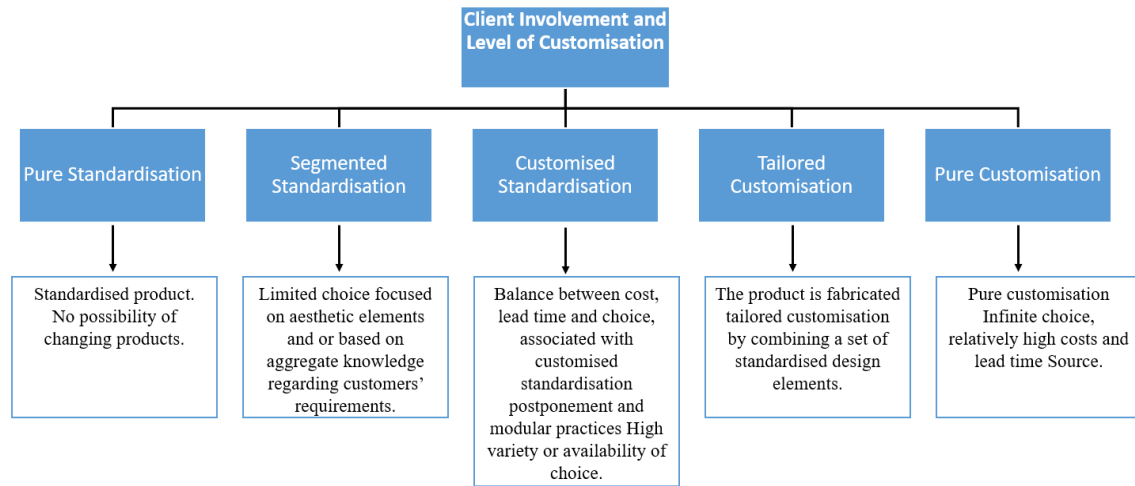 Client Involvement and
Level of Customisation
Pure Standardisation
Segmented
Standardisation
Customised
Standardisation
Tailored
Customisation
Pure Customisation
Standardised product.
No possibility of
changing products.
Limited choice focused
on aesthetic elements
and or based on
aggregate knowledge
regarding customers’
requirements.
Balance between cost,
lead time and choice,
associated with
customised
standardisation
postponement and
modular practices High
variety or availability of
choice.
The product is fabricated
tailored customisation
by combining a set of
standardised design
elements.
Pure customisation
Infinite choice,
relatively high costs and
lead time Source.